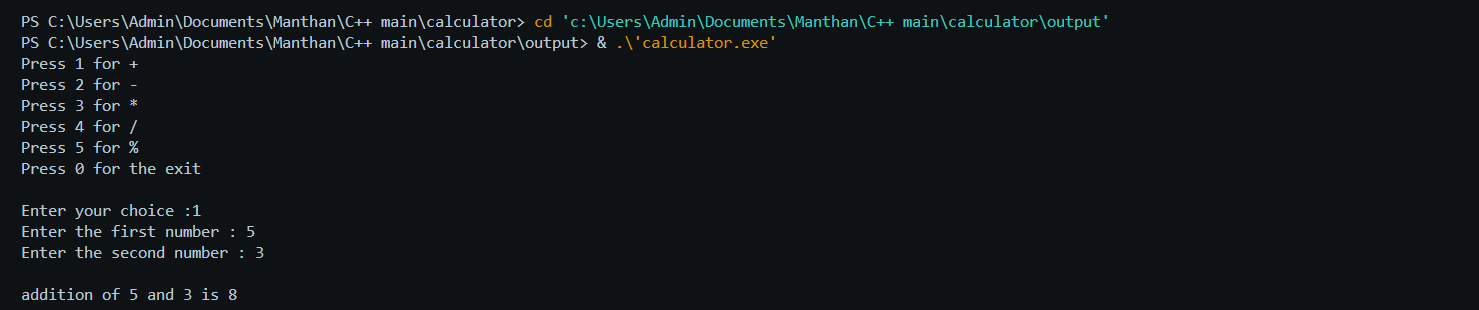 PS C:\Users\Admin\Documents\Manthan\C++ main\calculator> cd 'c:\Users\Admin\Documents\Manthan\C++ main\calculator\output'
PS C:\Users\Admin\Documents\Manthan\C++ main\calculator\output> & .\'calculator.exe'
Press 1 for +
Press 2 for -
Press 3 for *
Press 4 for /
Press 5 for %
Press 0 for the exit
Enter your choice :1
Enter the first number : 5
Enter the second number : 3
addition of 5 and 3 is 8